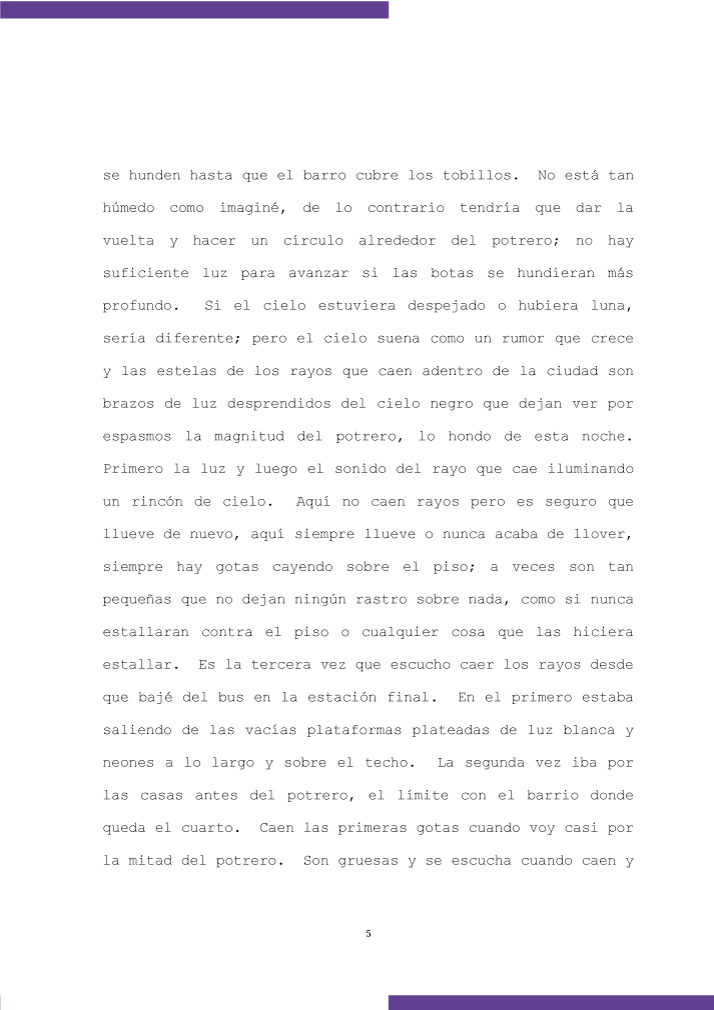 se hunden hasta que el barro cubre los tobillos. No está tan
húmedo como imaginé, de lo contrario tendría que dar la
vuelta y hacer un círculo alrededor del potrero; no hay
suficiente luz para avanzar si las botas se hundieran más
profundo. Si el cielo estuviera despejado o hubiera luna,
sería diferente; pero el cielo suena como un rumor que crece
y las estelas de los rayos que caen adentro de la ciudad son
brazos de luz desprendidos del cielo negro que dejan ver por
espasmos la magnitud del potrero, lo hondo de esta noche.
Primero la luz y luego el sonido del rayo que cae iluminando
un rincón de cielo. Aquí no caen rayos pero es seguro que
llueve de nuevo, aquí siempre llueve o nunca acaba de llover,
siempre hay gotas cayendo sobre el piso; a veces son tan
pequeñas que no dejan ningún rastro sobre nada, como si nunca
estallaran contra el piso o cualquier cosa que las hiciera
estallar. Es la tercera vez que escucho caer los rayos desde
que bajé del bus en la estación final. En el primero estaba
saliendo de las vacías plataformas plateadas de luz blanca y
neones a lo largo y sobre el techo. La segunda vez iba por
las casas antes del potrero, el límite con el barrio donde
queda el cuarto. Caen las primeras gotas cuando voy casi por
la mitad del potrero. Son gruesas y se escucha cuando caen y
5